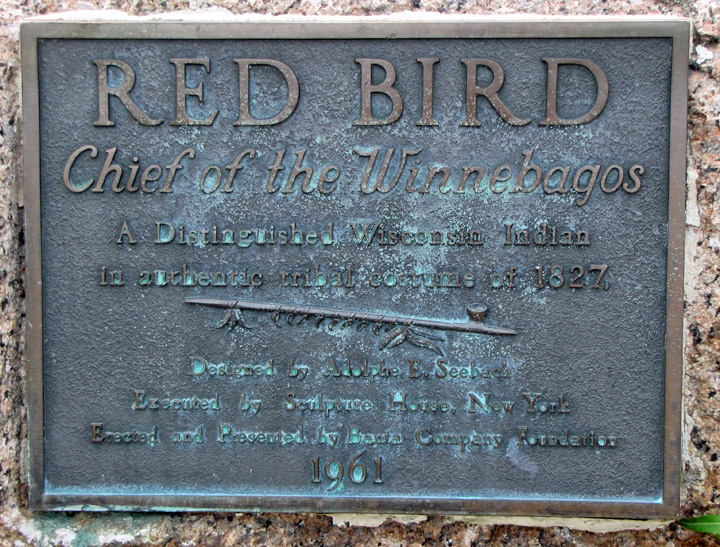 RED BIRD
Chief of the Winnebagos
A Distinguished Wisconsin Indian
in authentic tribal costume of 1827.
Designed by Adolphe E. Seebach
Executed by Sculpture House, New York
Erected and Presented by Company Foundation
1961